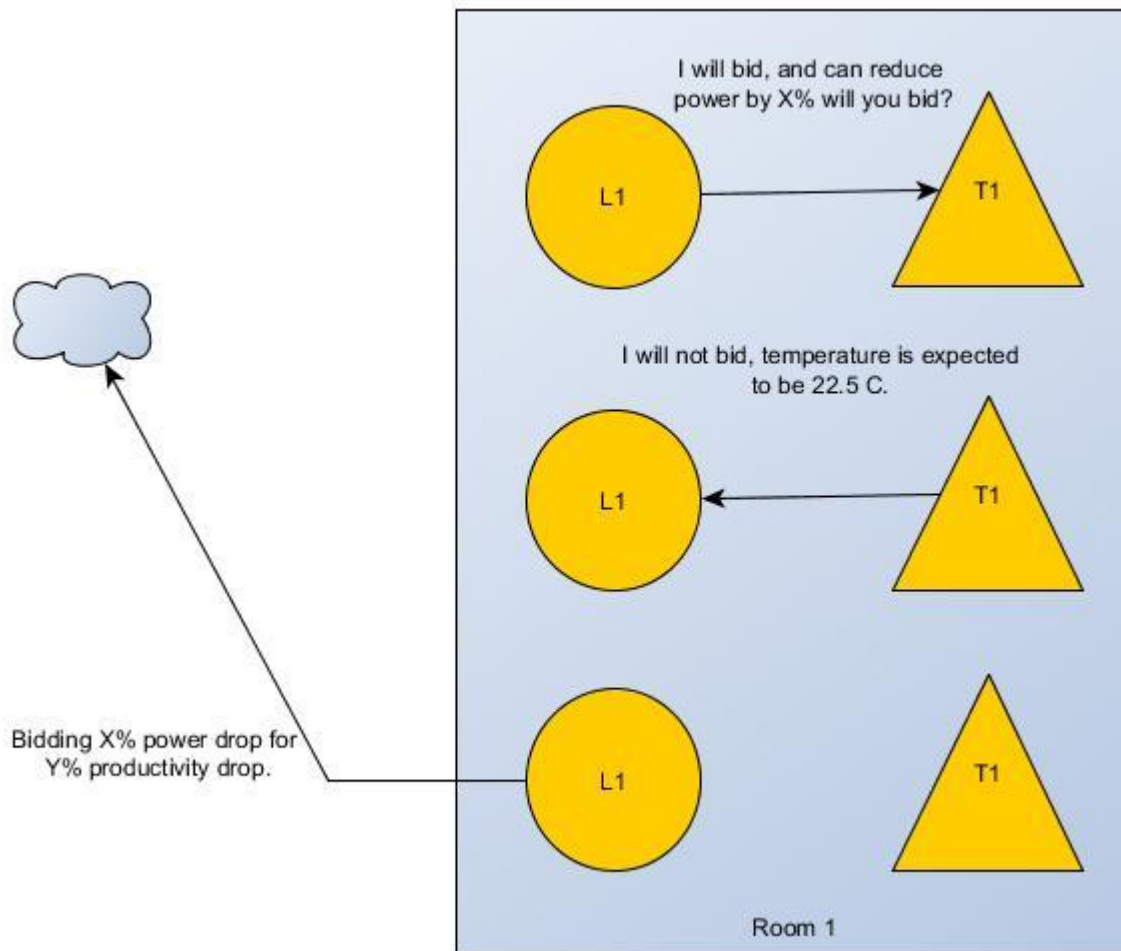 I will bid, and can reduce
power by X% will you bid?
L1
T1
I will not bid, temperature is expected
to be 22.5 C.
L1
T1
Bidding X% power drop for
Y% productivity drop.
L1
T1
Room 1